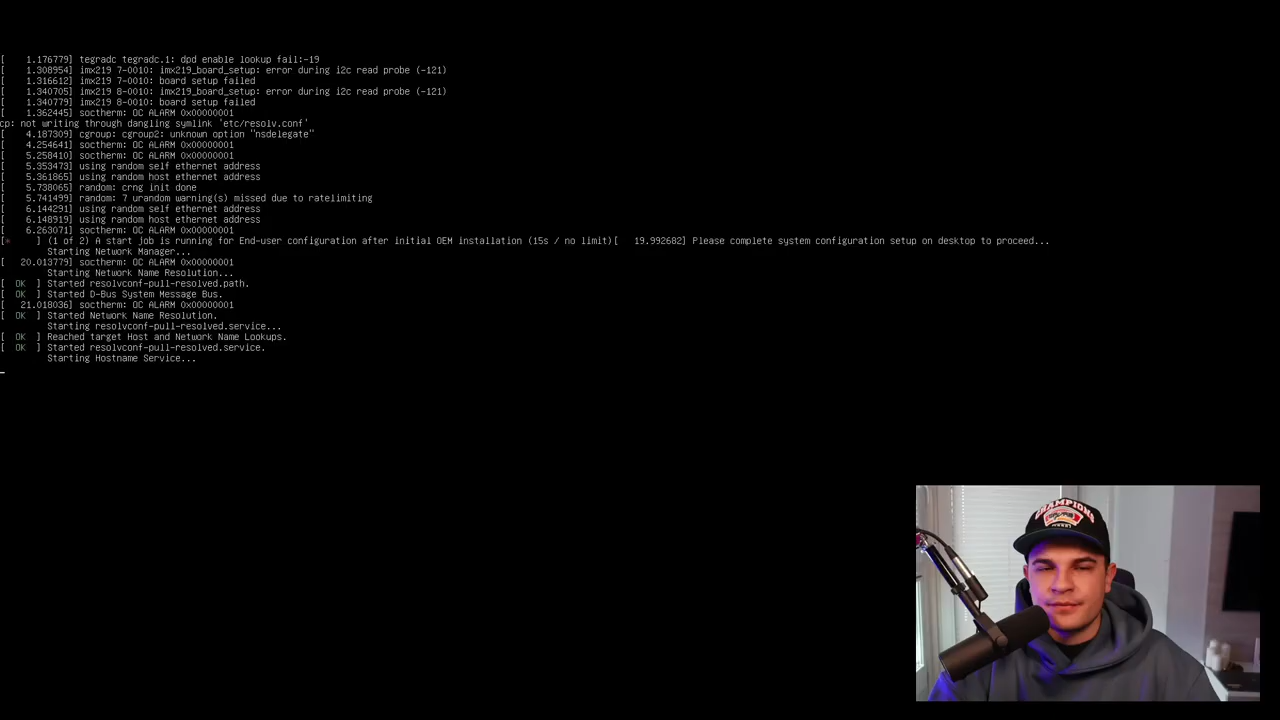 [    1.176779] tegradc tegradc.1: dpd enable lookup fail:-19
[    1.308954] imx219 7-0010: imx219_board_setup: error during i2c read probe (-121)
[    1.316612] imx219 7-0010: board setup failed
[    1.340705] imx219 8-0010: imx219_board_setup: error during i2c read probe (-121)
[    1.340779] imx219 8-0010: board setup failed
[    1.362445] soctherm: OC ALARM 0x00000001
cp: not writing through dangling symlink 'etc/resolv.conf'
[    4.187309] cgroup: cgroup2: unknown option "nsdelegate"
[    4.254641] soctherm: OC ALARM 0x00000001
[    5.258410] soctherm: OC ALARM 0x00000001
[    5.353473] using random self ethernet address
[    5.361865] using random host ethernet address
[    5.738065] random: crng init done
[    5.741499] random: 7 urandom warning(s) missed due to ratelimiting
[    6.144291] using random self ethernet address
[    6.148919] using random host ethernet address
[    6.263071] soctherm: OC ALARM 0x00000001
[*     ] (1 of 2) A start job is running for End-user configuration after initial OEM installation (15s / no limit)[   19.992682] Please complete system configuration setup on desktop to proceed...
         Starting Network Manager...
[   20.013779] soctherm: OC ALARM 0x00000001
         Starting Network Name Resolution...
[  OK  ] Started resolvconf-pull-resolved.path.
[  OK  ] Started D-Bus System Message Bus.
[   21.018036] soctherm: OC ALARM 0x00000001
[  OK  ] Started Network Name Resolution.
         Starting resolvconf-pull-resolved.service...
[  OK  ] Reached target Host and Network Name Lookups.
[  OK  ] Started resolvconf-pull-resolved.service.
         Starting Hostname Service...
CHAMPIONS